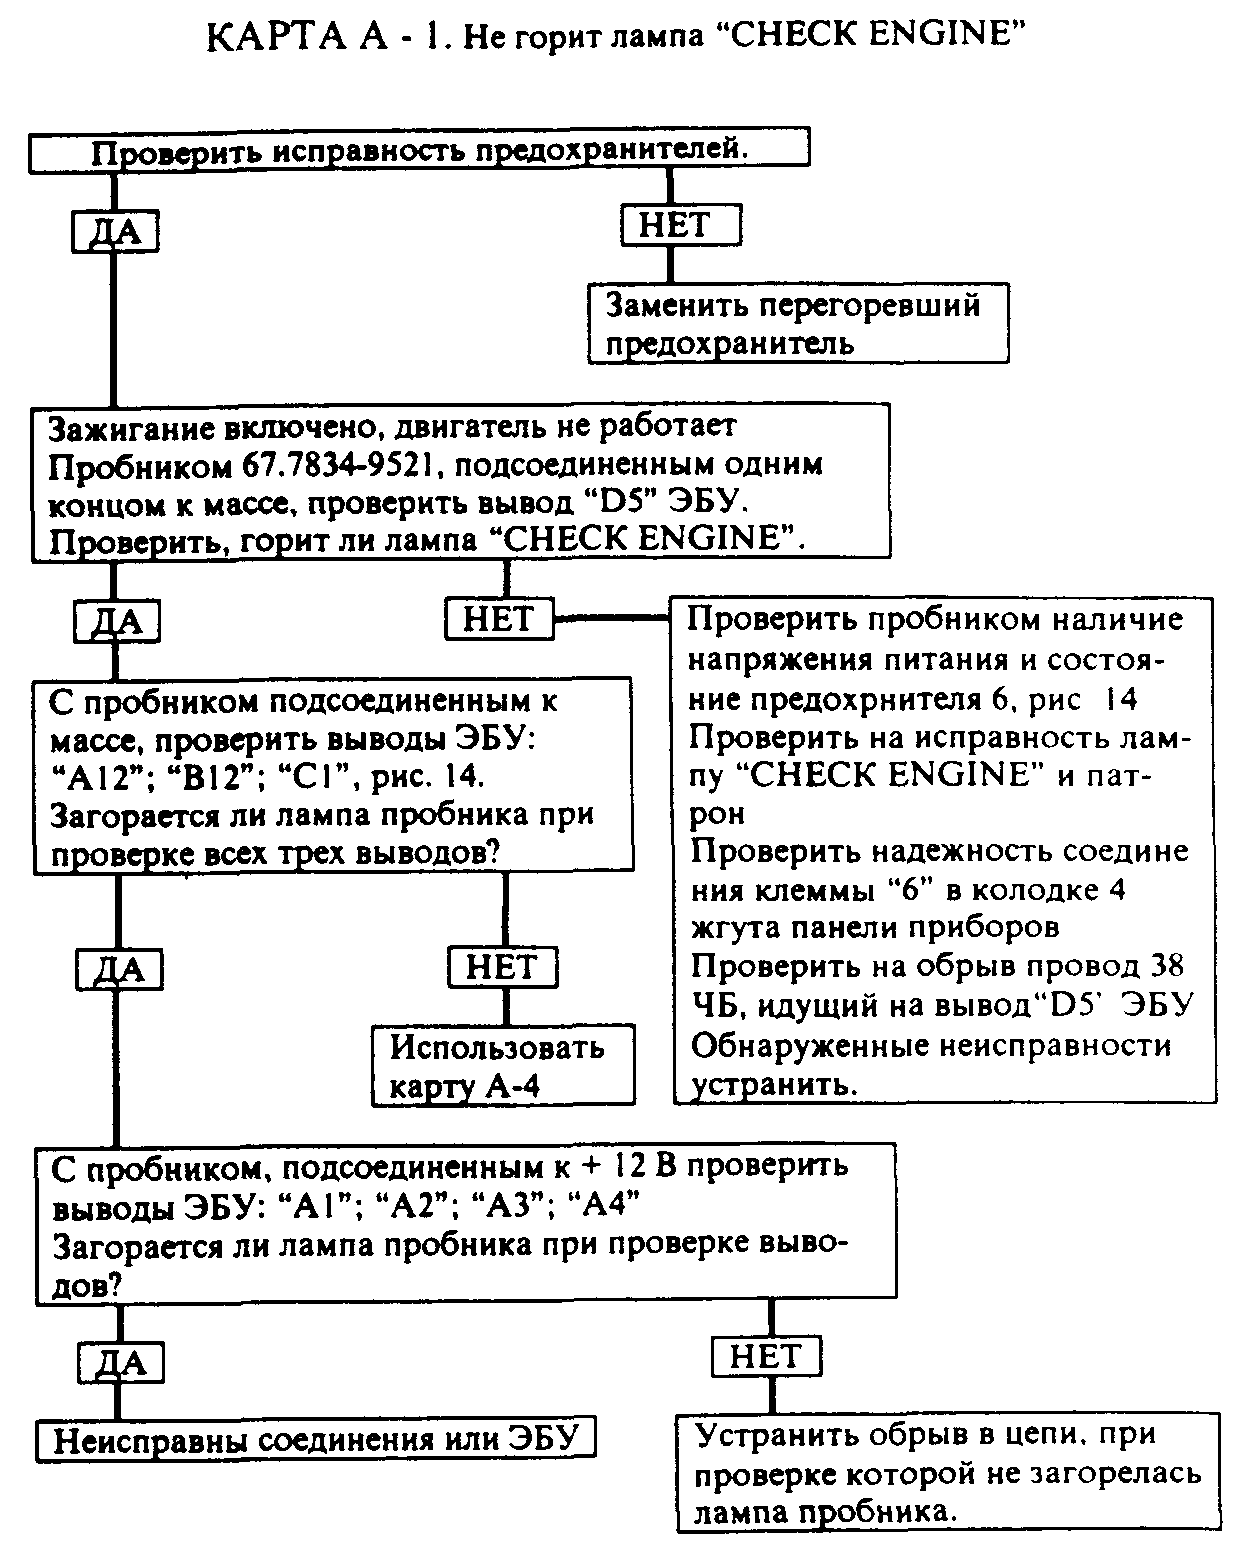 КАРТА А - 1. Не горит лампа “CHECK ENGINE”
Проверить исправность предохранителей.
ДА
НЕТ
Заменить перегоревший
предохранитель
Зажигание включено, двигатель не работает
Пробником 67.7834-9521, подсоединенным одним
концом к массе, проверить вывод “D5” ЭБУ.
Проверить, горит ли лампа “CHECK ENGINE”.
ДА
НЕТ
Проверить пробником наличие
напряжения питания и состоя-
ние предохрнителя 6, рис 14
Проверить на исправность лам-
пу “CHECK ENGINE” и пат-
рон
Проверить надежность соедине
ния клеммы “6” в колодке 4
жгута панели приборов
Проверить на обрыв провод 38
ЧБ, идущий на вывод“D5’ ЭБУ
Обнаруженные неисправности
устранить.
С пробником подсоединенным к
массе, проверить выводы ЭБУ:
“A12”; “B12”; “C1”, рис. 14.
Загорается ли лампа пробника при
проверке всех трех выводов?
ДА
НЕТ
Использовать
карту А-4
С пробником, подсоединенным к + 12 В проверить
выводы ЭБУ: “A1”; “A2”; “A3”; “A4”
Загорается ли лампа пробника при проверке выво-
дов?
ДА
НЕТ
Неисправны соединения или ЭБУ
Устранить обрыв в цепи, при
проверке которой не загорелась
лампа пробника.